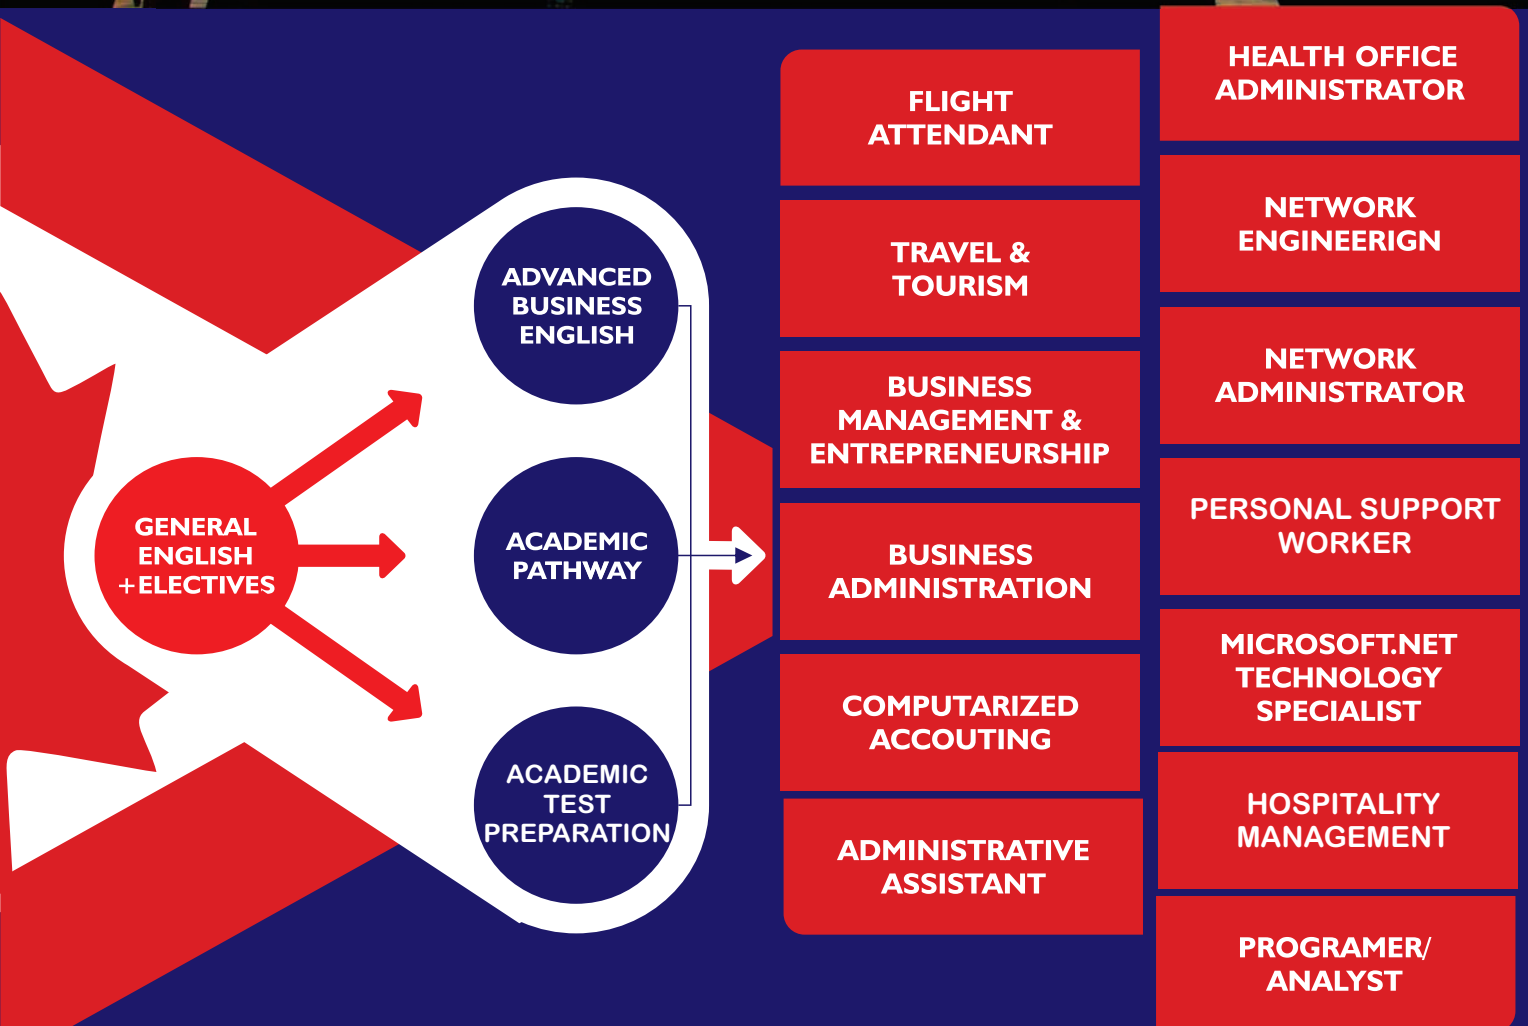 GENERAL
ENGLISH
+ELECTIVES
ADVANCED
BUSINESS
ENGLISH
ACADEMIC
PATHWAY
ACADEMIC
TEST
PREPARATION
FLIGHT
ATTENDANT
TRAVEL &
TOURISM
BUSINESS
MANAGEMENT &
ENTREPRENEURSHIP
BUSINESS
ADMINISTRATION
COMPUTARIZED
ACCOUTING
ADMINISTRATIVE
ASSISTANT
HEALTH OFFICE
ADMINISTRATOR
NETWORK
ENGINEERIGN
NETWORK
ADMINISTRATOR
PERSONAL SUPPORT
WORKER
MICROSOFT.NET
TECHNOLOGY
SPECIALIST
HOSPITALITY
MANAGEMENT
PROGRAMER/
ANALYST